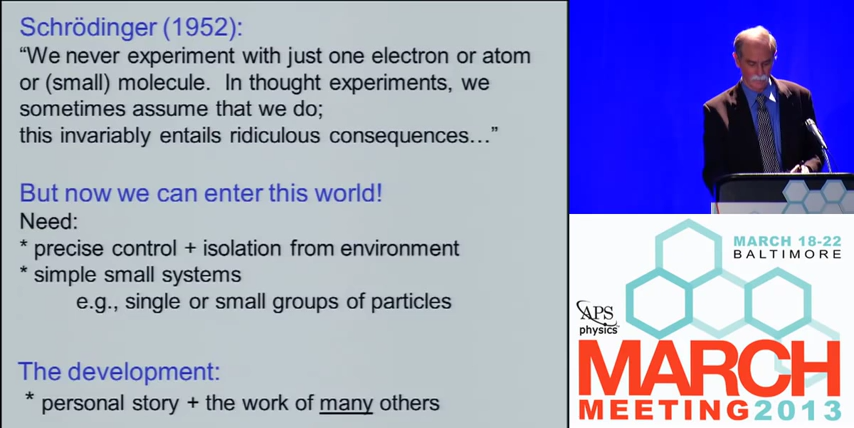 Schrödinger (1952):
“We never experiment with just one electron or atom
or (small) molecule.  In thought experiments, we
sometimes assume that we do;
this invariably entails ridiculous consequences…”
But now we can enter this world!
Need:
* precise control + isolation from environment
* simple small systems
e.g., single or small groups of particles
The development:
* personal story + the work of many others
MARCH 18-22
BALTIMORE
APS
physics
MARCH
MEETING2013